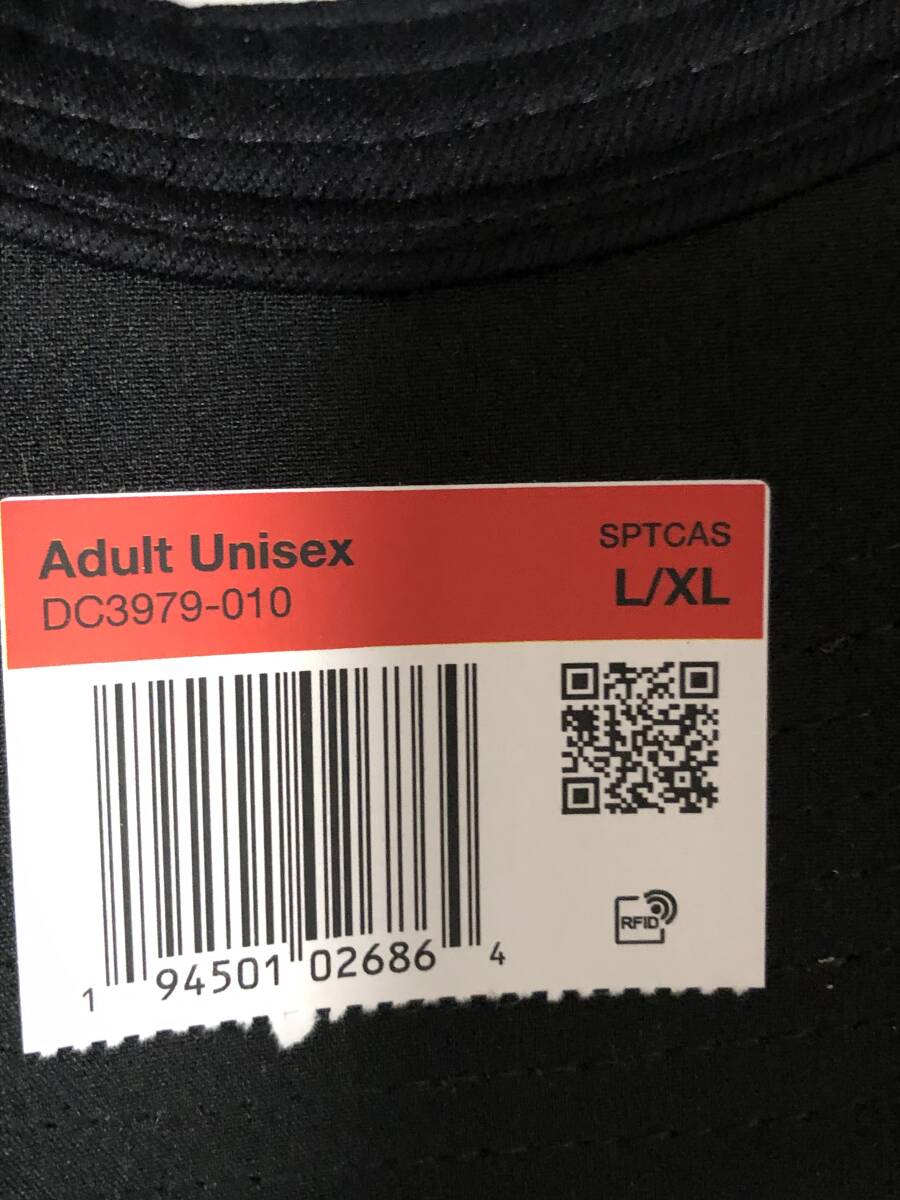 Adult Unisex
DC3979-010
SPTCAS
L/XL
RFID
1 94501 02686 4